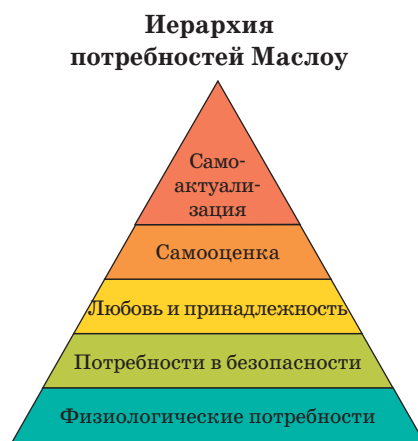 Иерархия
потребностей Маслоу
Само-
актуали-
зация
Самооценка
Любовь и принадлежность
Потребности в безопасности
Физиологические потребности